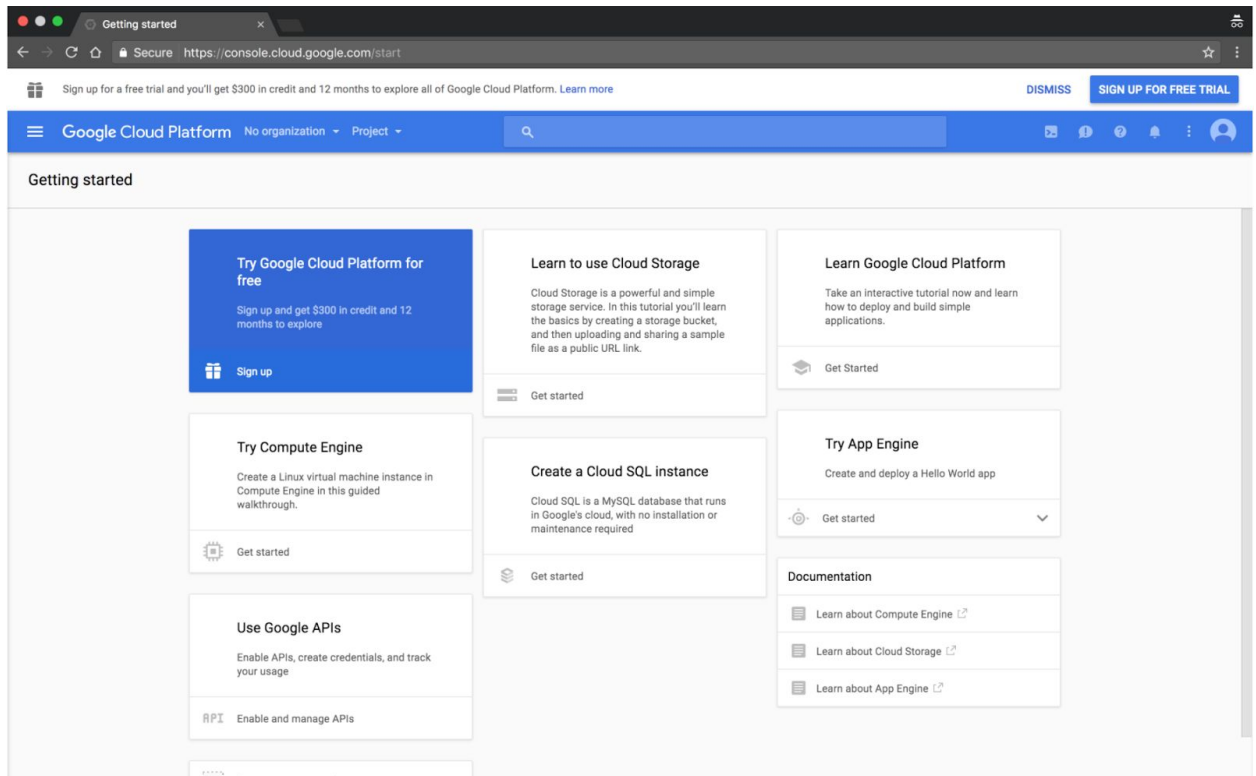 Getting started
Secure https://console.cloud.google.com/start
Sign up for a free trial and you'll get $300 in credit and 12 months to explore all of Google Cloud Platform. Learn more
DISMISS
SIGN UP FOR FREE TRIAL
Google Cloud Platform
No organization
Project
Getting started
Try Google Cloud Platform for
free
Sign up and get $300 in credit and 12
months to explore
Sign up
Try Compute Engine
Create a Linux virtual machine instance in
Compute Engine in this guided
walkthrough.
Get started
Use Google APIs
Enable APIs, create credentials, and track
your usage
API Enable and manage APIs
Learn to use Cloud Storage
Cloud Storage is a powerful and simple
storage service. In this tutorial you'll learn
the basics by creating a storage bucket,
and then uploading and sharing a sample
file as a public URL link.
Get started
Create a Cloud SQL instance
Cloud SQL is a MySQL database that runs
in Google's cloud, with no installation or
maintenance required
Get started
Learn Google Cloud Platform
Take an interactive tutorial now and learn
how to deploy and build simple
applications.
Get Started
Try App Engine
Create and deploy a Hello World app
Get started
Documentation
Learn about Compute Engine
Learn about Cloud Storage
Learn about App Engine